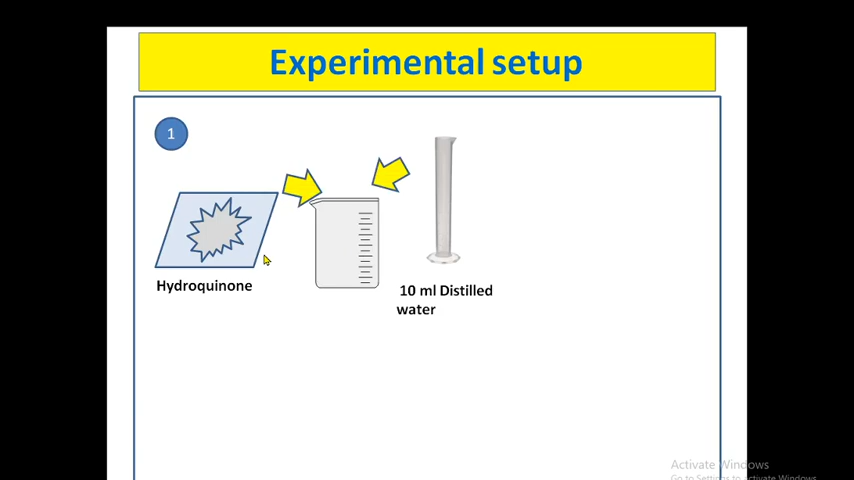 Experimental setup
1
Hydroquinone
10 ml Distilled
water
Activate Windows
Go to Settings to activate Windows.